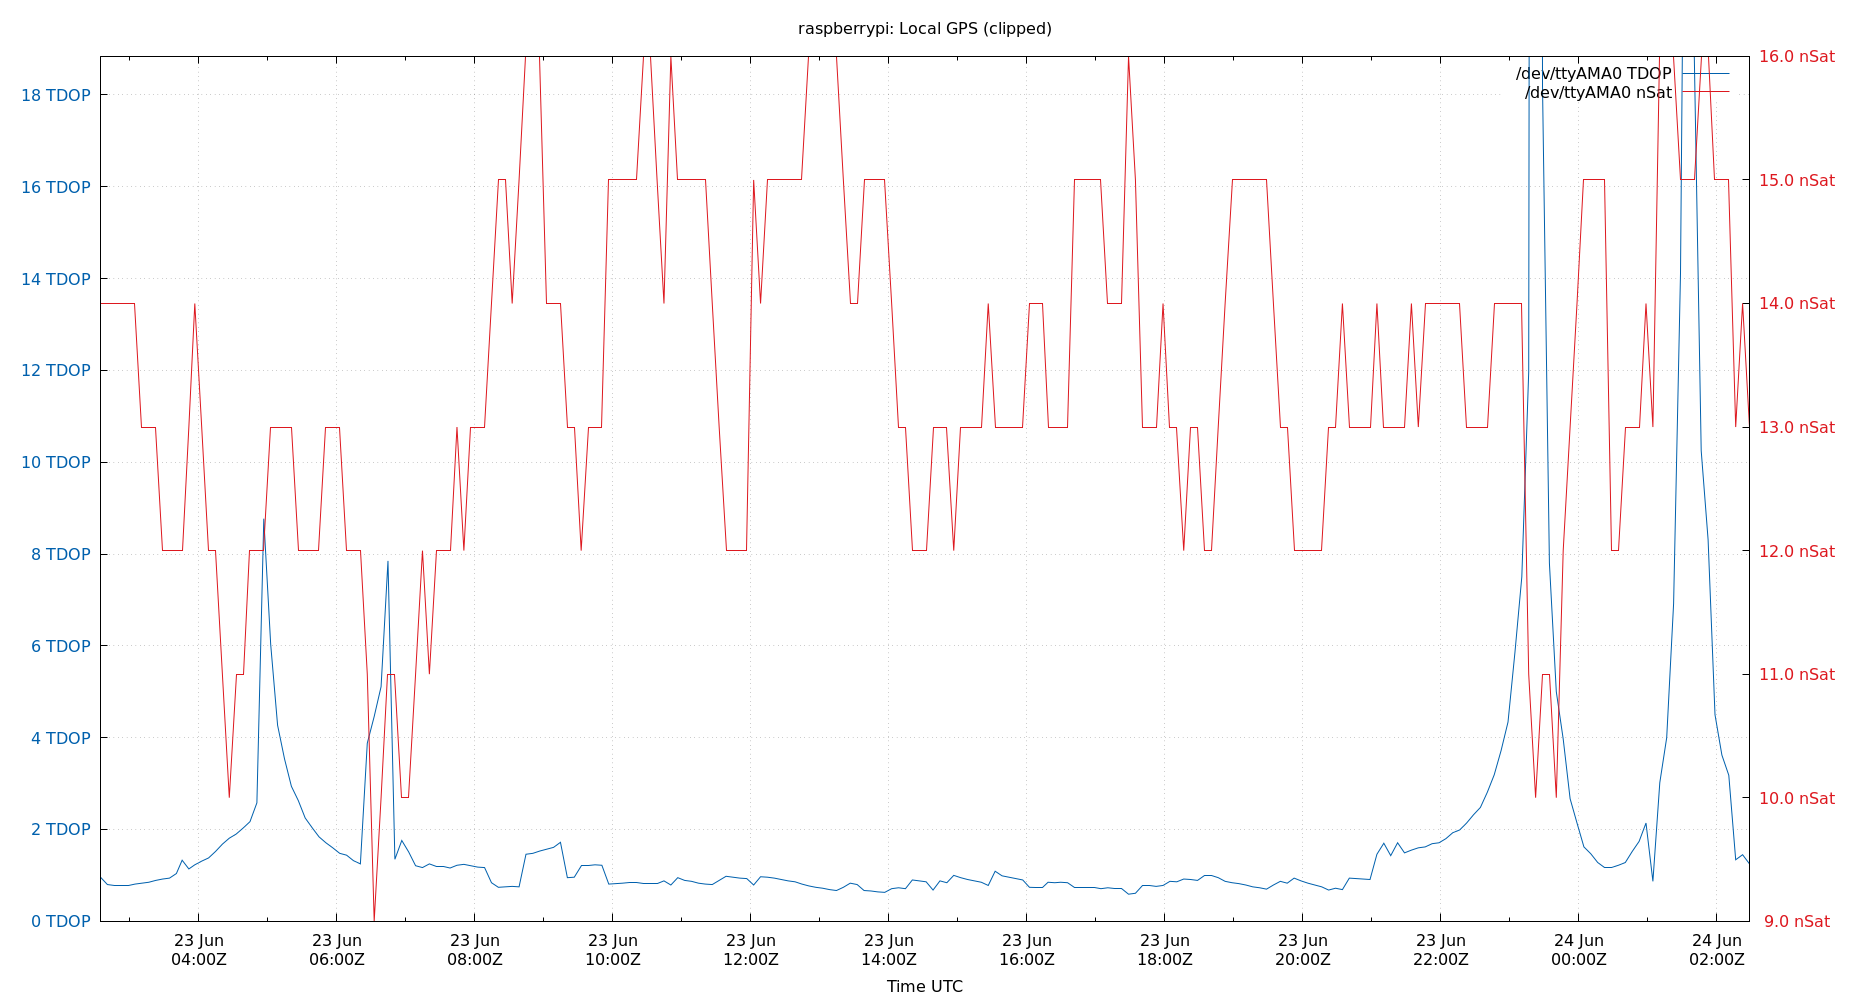 raspberrypi: Local GPS (clipped)
/dev/ttyAMA0 TDOP
/dev/ttyAMA0 nSat
18 TDOP
16 TDOP
14 TDOP
12 TDOP
10 TDOP
8 TDOP
6 TDOP
4 TDOP
2 TDOP
0 TDOP
16.0 nSat
15.0 nSat
14.0 nSat
13.0 nSat
12.0 nSat
11.0 nSat
10.0 nSat
9.0 nSat
23 Jun
04:00Z
23 Jun
06:00Z
23 Jun
08:00Z
23 Jun
10:00Z
23 Jun
12:00Z
23 Jun
14:00Z
23 Jun
16:00Z
23 Jun
18:00Z
23 Jun
20:00Z
23 Jun
22:00Z
24 Jun
00:00Z
24 Jun
02:00Z
Time UTC